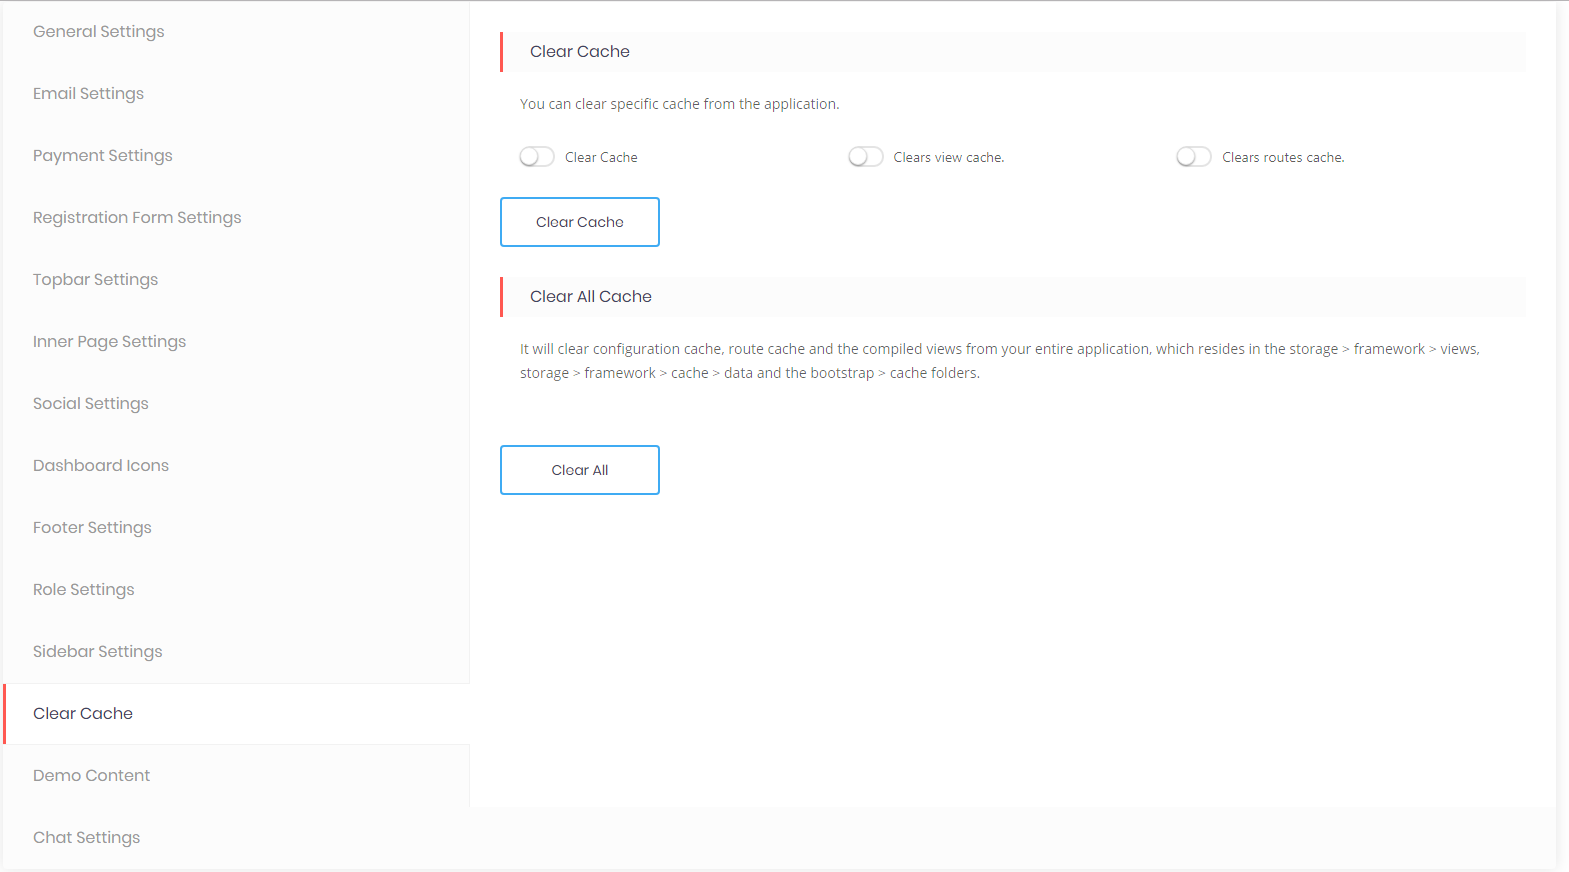 General Settings
Email Settings
Payment Settings
Registration Form Settings
Topbar Settings
Inner Page Settings
Social Settings
Dashboard Icons
Footer Settings
Role Settings
Sidebar Settings
Clear Cache
Demo Content
Chat Settings
Clear Cache
You can clear specific cache from the application.
Clear Cache
Clears view cache.
Clears routes cache.
Clear Cache
Clear All Cache
It will clear configuration cache, route cache and the compiled views from your entire application, which resides in the storage > framework > views,
storage > framework > cache > data and the bootstrap > cache folders.
Clear All